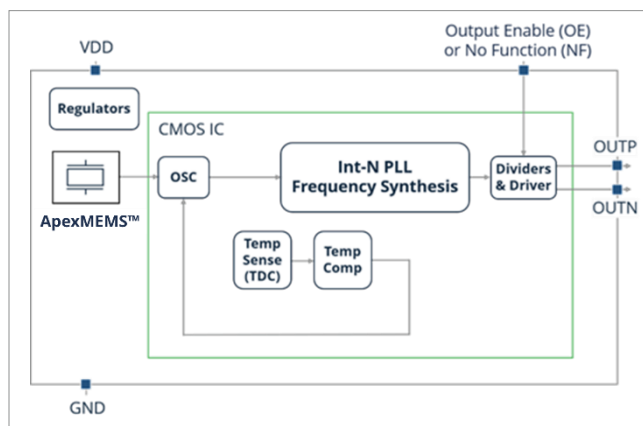 VDD
Output Enable (OE)
or No Function (NF)
Regulators
CMOS IC
OUTP
OSC
Int-N PLL
Frequency Synthesis
Dividers
& Driver
OUTN
ApexMEMS™
Temp
Sense
(TDC)
Temp
Comp
GND